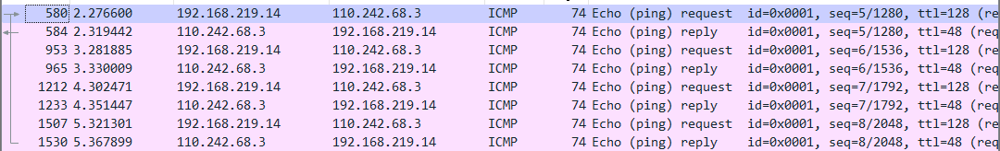 580 2.276600 192.168.219.14 110.242.68.3 ICMP 74 Echo (ping) request id=0x0001, seq=5/1280, ttl=128 (re
584 2.319442 110.242.68.3 192.168.219.14 ICMP 74 Echo (ping) reply id=0x0001, seq=5/1280, ttl=48 (req
953 3.281885 192.168.219.14 110.242.68.3 ICMP 74 Echo (ping) request id=0x0001, seq=6/1536, ttl=128 (re
965 3.330009 110.242.68.3 192.168.219.14 ICMP 74 Echo (ping) reply id=0x0001, seq=6/1536, ttl=48 (req
1212 4.302471 192.168.219.14 110.242.68.3 ICMP 74 Echo (ping) request id=0x0001, seq=7/1792, ttl=128 (re
1233 4.351447 110.242.68.3 192.168.219.14 ICMP 74 Echo (ping) reply id=0x0001, seq=7/1792, ttl=48 (req
1507 5.321301 192.168.219.14 110.242.68.3 ICMP 74 Echo (ping) request id=0x0001, seq=8/2048, ttl=128 (re
1530 5.367899 110.242.68.3 192.168.219.14 ICMP 74 Echo (ping) reply id=0x0001, seq=8/2048, ttl=48 (req